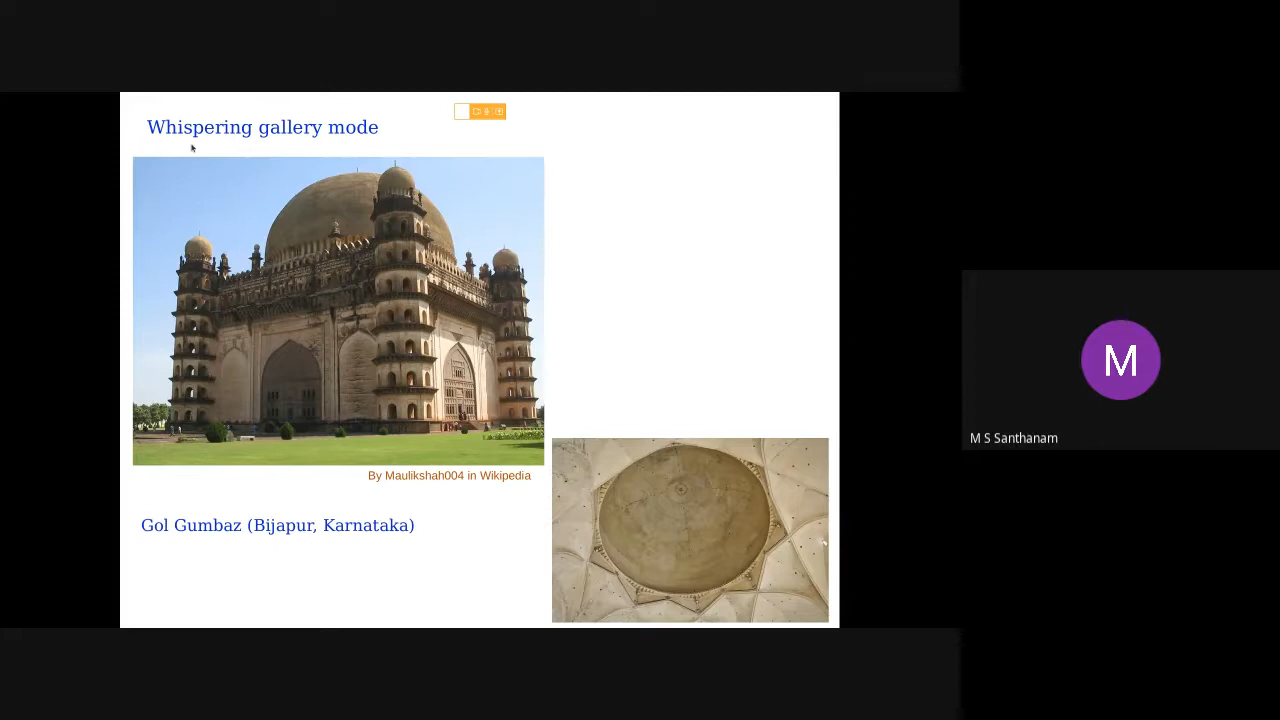 Whispering gallery mode
By Maulikshah004 in Wikipedia
Gol Gumbaz (Bijapur, Karnataka)
M
M S Santhanam